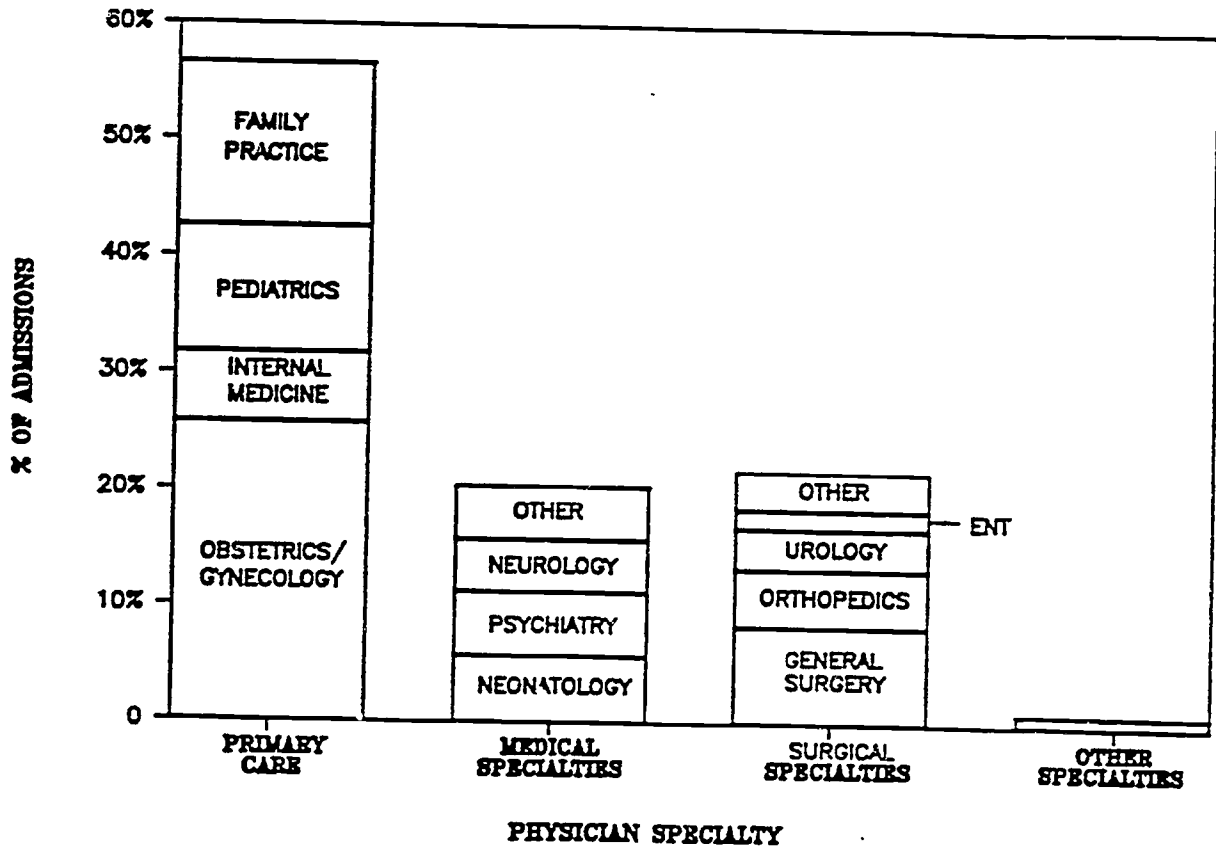 60%
50%
40%
30%
20%
10%
0
% OF ADMISSIONS
FAMILY
PRACTICE
PEDIATRICS
INTERNAL
MEDICINE
OBSTETRICS/
GYNECOLOGY
OTHER
NEUROLOGY
PSYCHIATRY
NEONATOLOGY
OTHER
ENT
UROLOGY
ORTHOPEDICS
GENERAL
SURGERY
PRIMARY
CARE
MEDICAL
SPECIALTIES
SURGICAL
SPECIALTIES
OTHER
SPECIALTIES
PHYSICIAN SPECIALTY